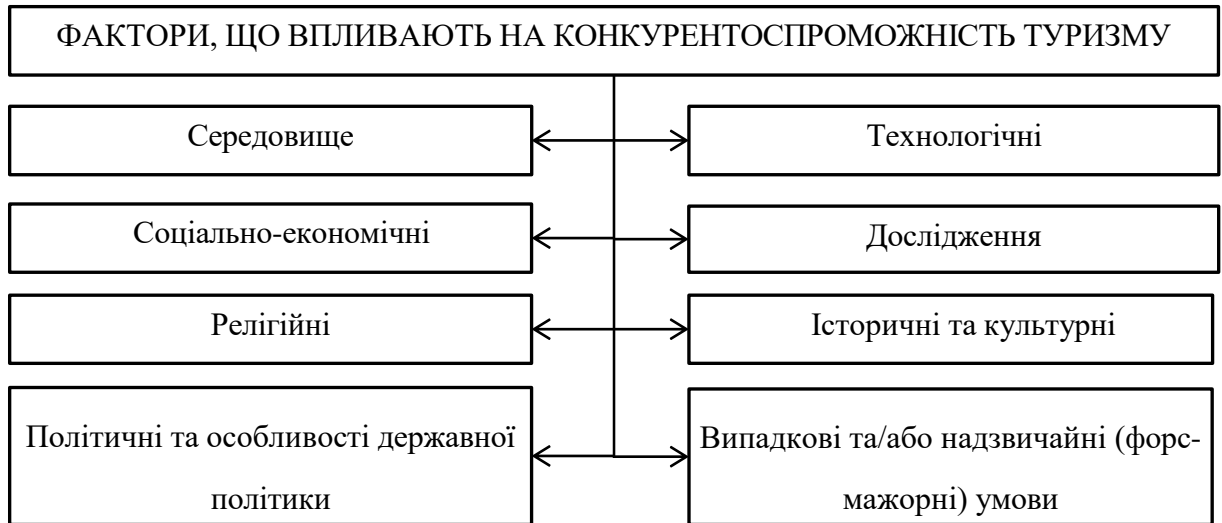 ФАКТОРИ, ЩО ВПЛИВАЮТЬ НА КОНКУРЕНТОСПРОМОЖНІСТЬ ТУРИЗМУ
Середовище
Технологічні
Соціально-економічні
Дослідження
Релігійні
Історичні та культурні
Політичні та особливості державної
політики
Випадкові та/або надзвичайні (форс-
мажорні) умови